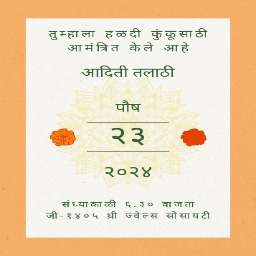 तुम्हाला हळदी कुंकूसाठी
आमंत्रित केले आहे
आदिती तलाठी
पौष
२३
२०२४
संध्याकाळी ६.३० वाजता
जी-१४०५ श्री ज्वेल्स सोसायटी